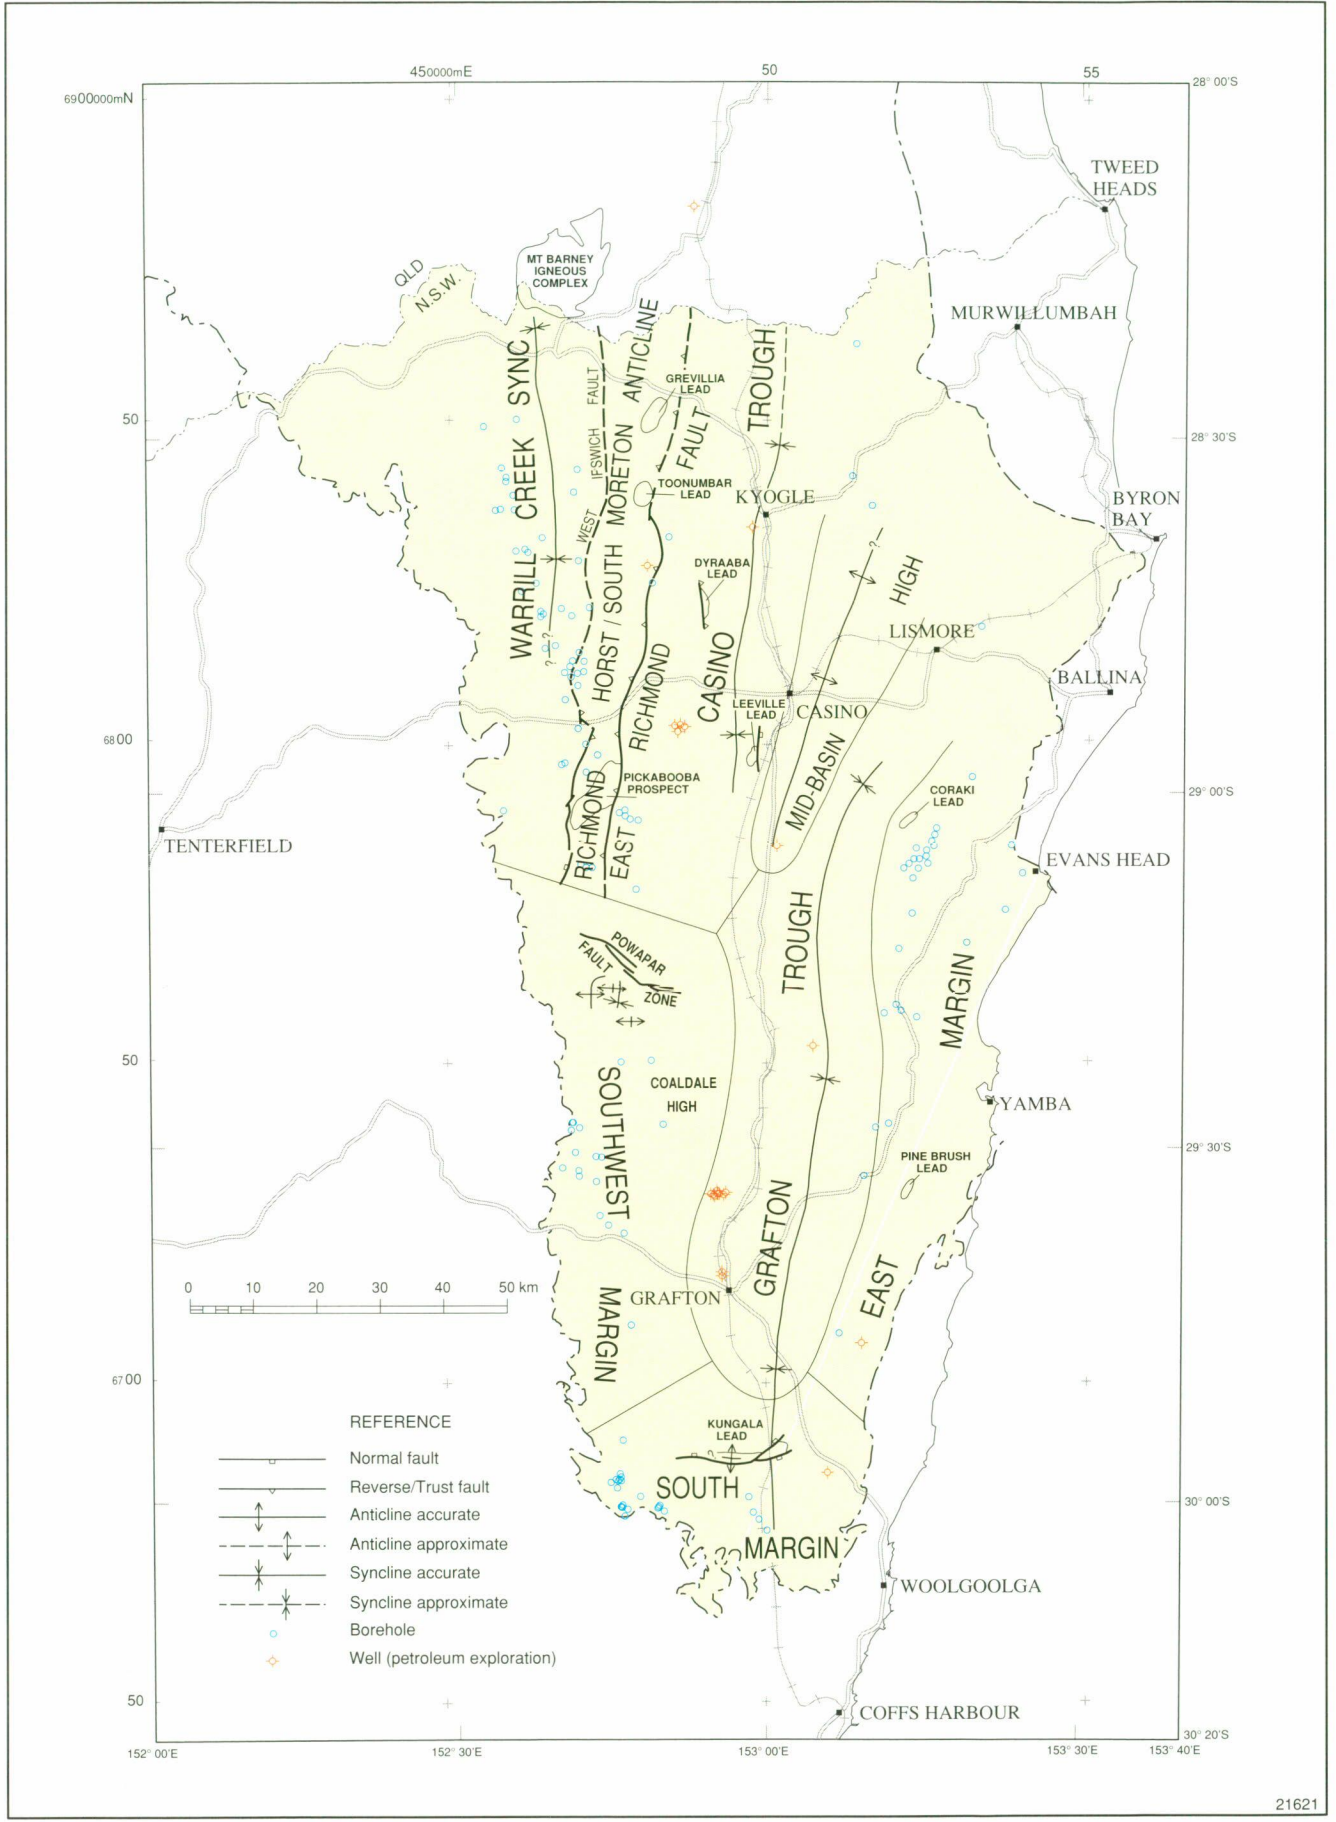 450000mE
50
55
28° 00'S
6900000mN
TWEED
HEADS
MT BARNEY
IGNEOUS
COMPLEX
QLD
N.S.W.
MURWILLUMBAH
WARRILL CREEK SYNC
WEST IPSWICH FAULT
HORST / SOUTH MORETON ANTICLINE
GREVILLIA
LEAD
CASINO TROUGH
50
28° 30'S
TOONUMBAR
LEAD
KYOGLE
BYRON
BAY
DYRAABA
LEAD
MID-BASIN HIGH
LISMORE
BALLINA
LEEVILLE
LEAD
CASINO
6800
EAST RICHMOND FAULT
RICHMOND
PICKABOOBA
PROSPECT
CORAKI
LEAD
29° 00'S
TENTERFIELD
EVANS HEAD
POWAPAR
FAULT
ZONE
GRAFTON TROUGH
EAST MARGIN
50
COALDALE
HIGH
YAMBA
SOUTHWEST MARGIN
PINE BRUSH
LEAD
29° 30'S
0 10 20 30 40 50 km
GRAFTON
6700
REFERENCE
KUNGALA
LEAD
?
Normal fault
Reverse/Trust fault
SOUTH
30° 00'S
Anticline accurate
Anticline approximate
MARGIN
Syncline accurate
WOOLGOOLGA
Syncline approximate
Borehole
Well (petroleum exploration)
50
COFFS HARBOUR
30° 20'S
152° 00'E
152° 30'E
153° 00'E
153° 30'E
153° 40'E
21621